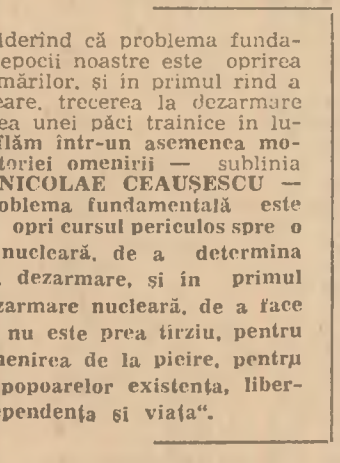 iderînd că problema funda-
epocii noastre este oprirea
mărilor, și în primul rînd a
eare, trecerea la dezarmare
ea unei păci trainice în lu-
flăm într-un asemenea mo-
toriei omenirii — sublinia
NICOLAE CEAUȘESCU —
oblema fundamentală este
opri cursul periculos spre o
nucleară, de a determina
dezarmare, și în primul
zarmare nucleară, de a face
nu este prea tîrziu, pentru
menirea de la pieire, pentru
popoarelor existența, liber-
ependența și viața“.